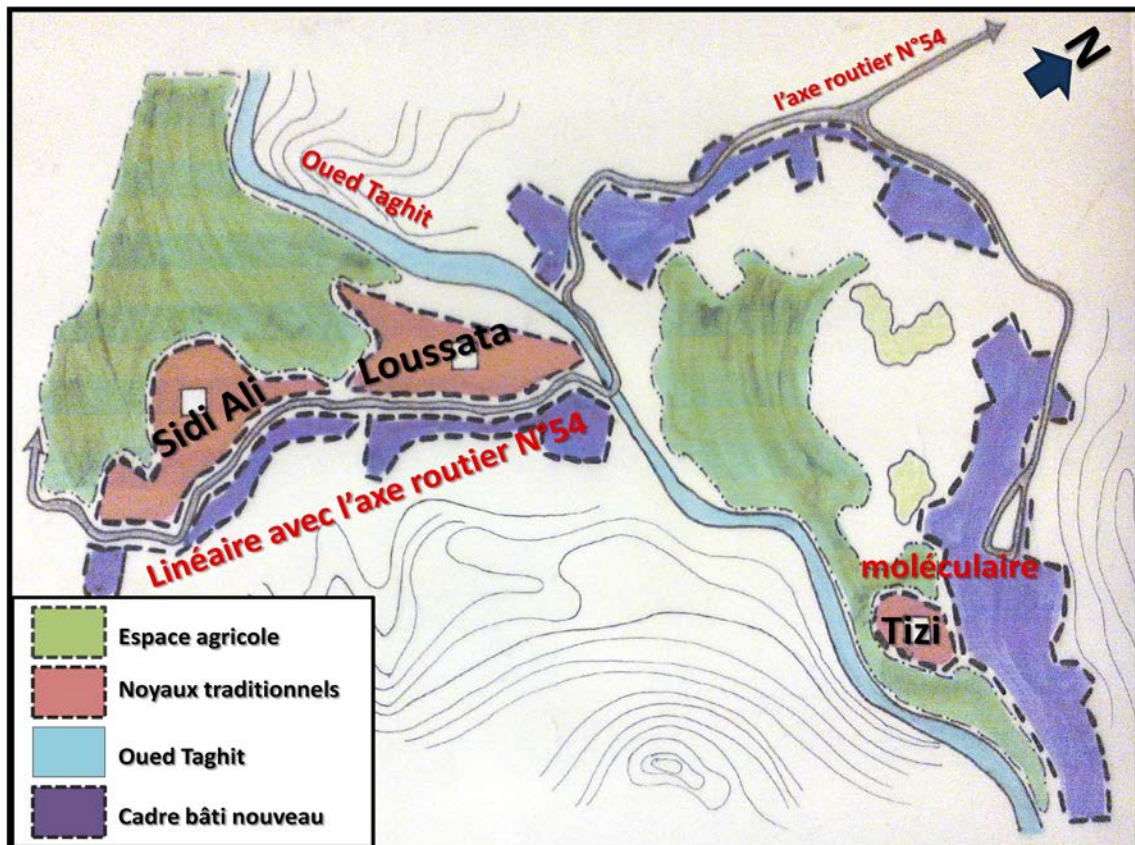 l'axe routier N°54
N
Oued Taghit
Loussata
Sidi Ali
Linéaire avec l'axe routier N°54
moléculaire
Tizi
Espace agricole
Noyaux traditionnels
Oued Taghit
Cadre bâti nouveau